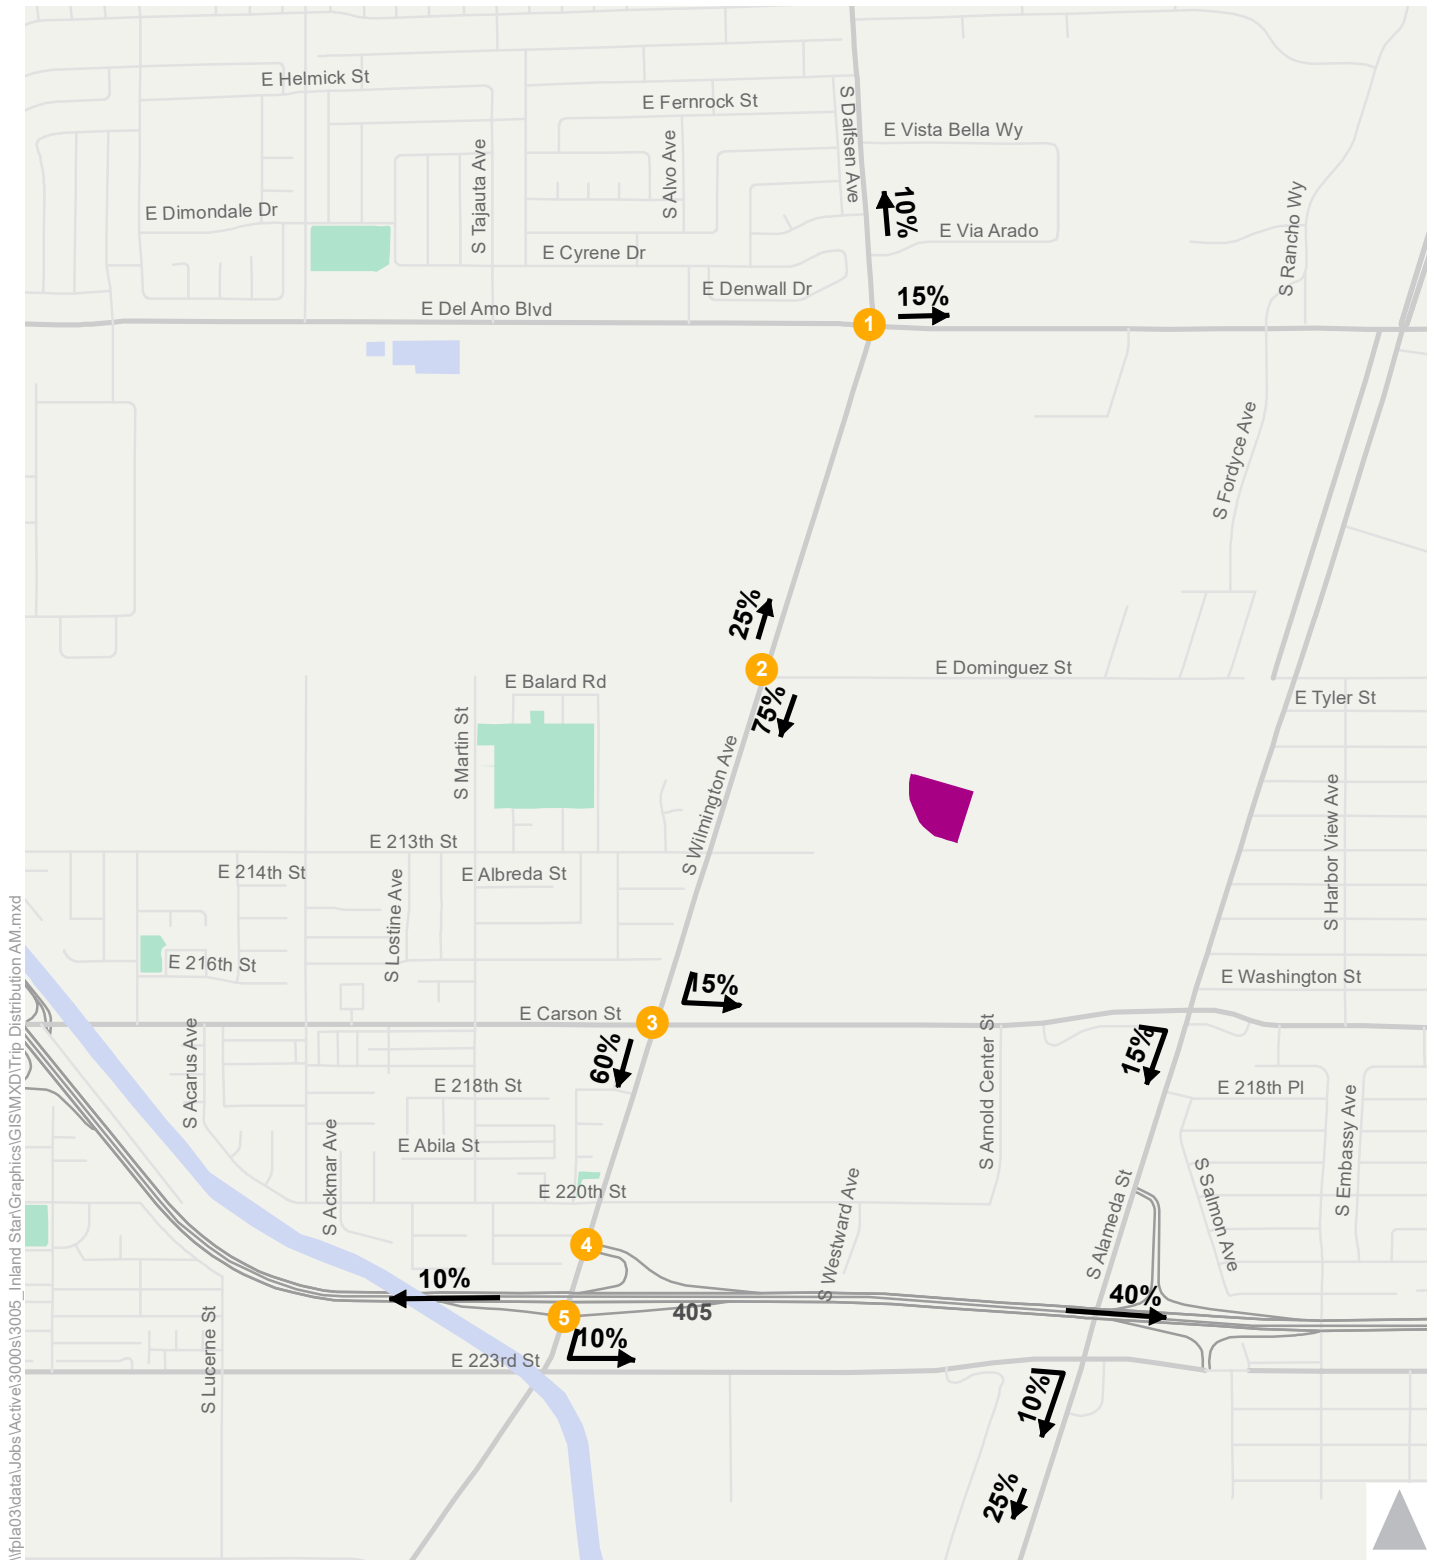 E Helmick St
E Fernrock St
S Dalfsen Ave
E Vista Bella Wy
S Tajauta Ave
S Alvo Ave
E Dimondale Dr
10%
S Rancho Wy
E Via Arado
E Cyrene Dr
E Denwall Dr
15%
E Del Amo Blvd
1
S Fordyce Ave
25%
2
E Dominguez St
E Balard Rd
75%
E Tyler St
S Martin St
S Wilmington Ave
S Harbor View Ave
E 213th St
E 214th St
E Albreda St
S Lostine Ave
E 216th St
15%
E Washington St
E Carson St
3
60%
15%
S Acarus Ave
S Arnold Center St
E 218th St
E 218th Pl
S Embassy Ave
E Abila St
S Ackmar Ave
E 220th St
S Westward Ave
S Alameda St
S Salmon Ave
4
10%
40%
405
5
10%
S Lucerne St
E 223rd St
10%
25%
\\fpla03\data\Jobs\Active\3000s\3005_Inland Star\Graphics\GIS\MXD\Trip Distribution AM.mxd